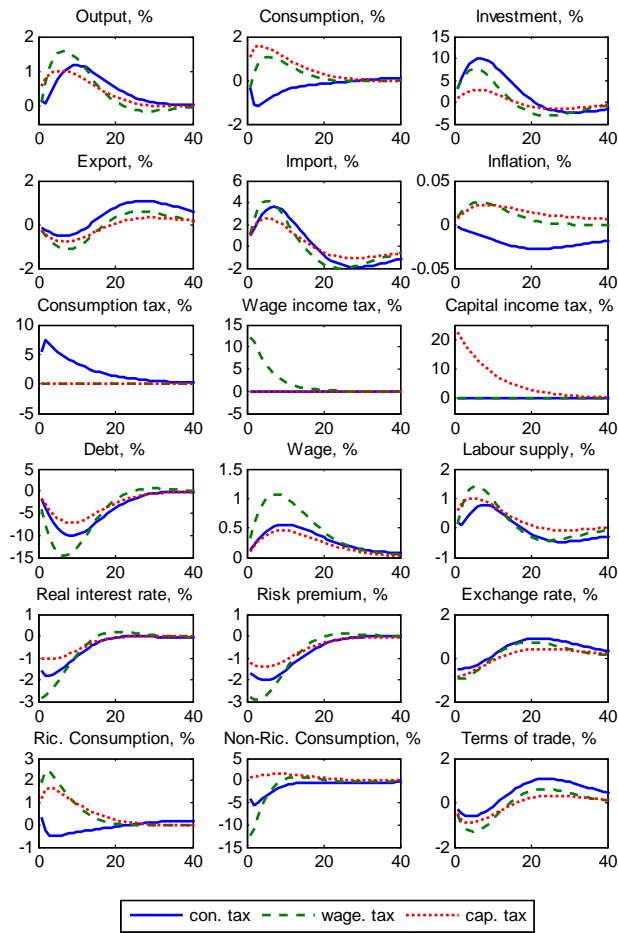 Output, % Consumption, % Investment, %
2 1 0 0 20 40
2 0 -2 0 20 40
15 10 5 0 -5 0 20 40
Export, % Import, % Inflation, %
2 1 0 -2 0 20 40
6 4 2 0 -2 0 20 40
0.05 0 -0.05 0 20 40
Consumption tax, % Wage income tax, % Capital income tax, %
10 5 0 -5 0 20 40
15 10 5 0 -5 0 20 40
20 10 0 0 20 40
Debt, % Wage, % Labour supply, %
5 0 -5 -10 -15 0 20 40
1.5 1 0.5 0 0 20 40
2 1 0 -1 0 20 40
Real interest rate, % Risk premium, % Exchange rate, %
1 0 -1 -2 -3 0 20 40
1 0 -1 -2 -3 0 20 40
2 0 -2 0 20 40
Ric. Consumption, % Non-Ric. Consumption, % Terms of trade, %
3 2 1 0 -1 0 20 40
5 0 -5 -10 -15 0 20 40
2 0 -2 0 20 40
con. tax wage. tax cap. tax